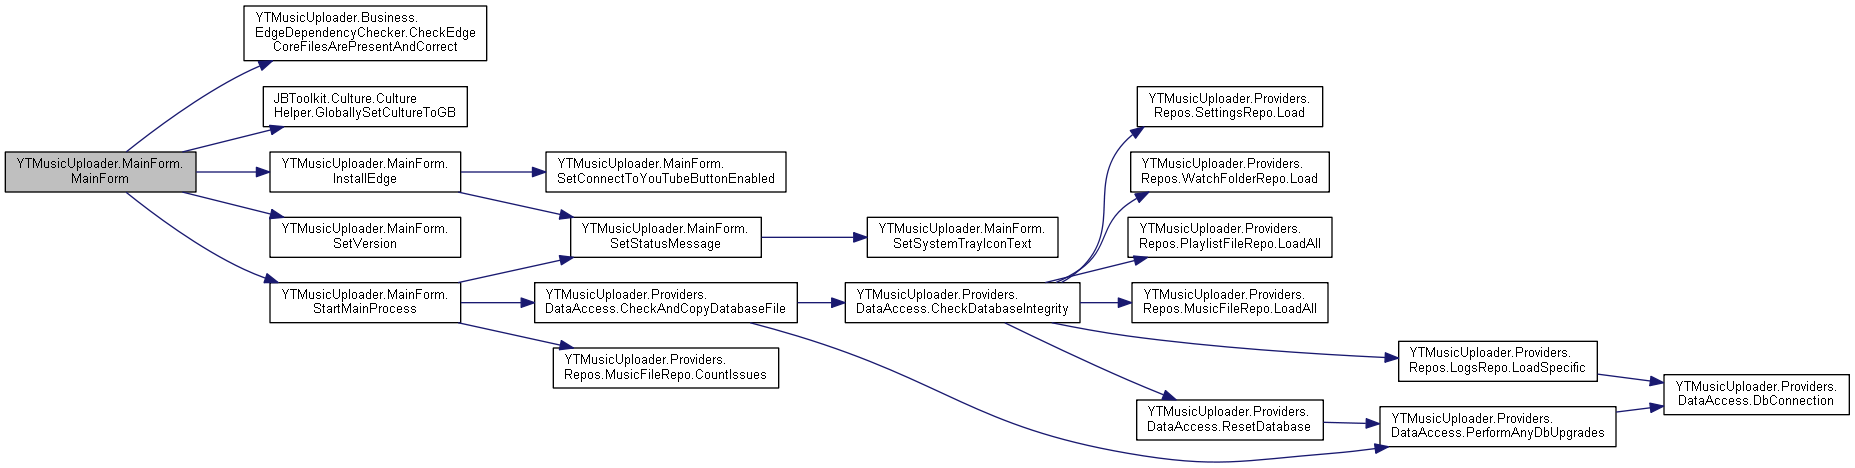 YTMusicUploader.Business.
EdgeDependencyChecker.CheckEdge
CoreFilesArePresentAndCorrect
JBToolkit.Culture.Culture
Helper.GloballySetCultureToGB
YTMusicUploader.MainForm.
MainForm
YTMusicUploader.MainForm.
InstallEdge
YTMusicUploader.MainForm.
SetVersion
YTMusicUploader.MainForm.
StartMainProcess
YTMusicUploader.MainForm.
SetConnectToYouTubeButtonEnabled
YTMusicUploader.MainForm.
SetStatusMessage
YTMusicUploader.Providers.
DataAccess.CheckAndCopyDatabaseFile
YTMusicUploader.Providers.
Repos.MusicFileRepo.CountIssues
YTMusicUploader.MainForm.
SetSystemTrayIconText
YTMusicUploader.Providers.
DataAccess.CheckDatabaseIntegrity
YTMusicUploader.Providers.
Repos.SettingsRepo.Load
YTMusicUploader.Providers.
Repos.WatchFolderRepo.Load
YTMusicUploader.Providers.
Repos.PlaylistFileRepo.LoadAll
YTMusicUploader.Providers.
Repos.MusicFileRepo.LoadAll
YTMusicUploader.Providers.
Repos.LogsRepo.LoadSpecific
YTMusicUploader.Providers.
DataAccess.ResetDatabase
YTMusicUploader.Providers.
DataAccess.PerformAnyDbUpgrades
YTMusicUploader.Providers.
DataAccess.DbConnection